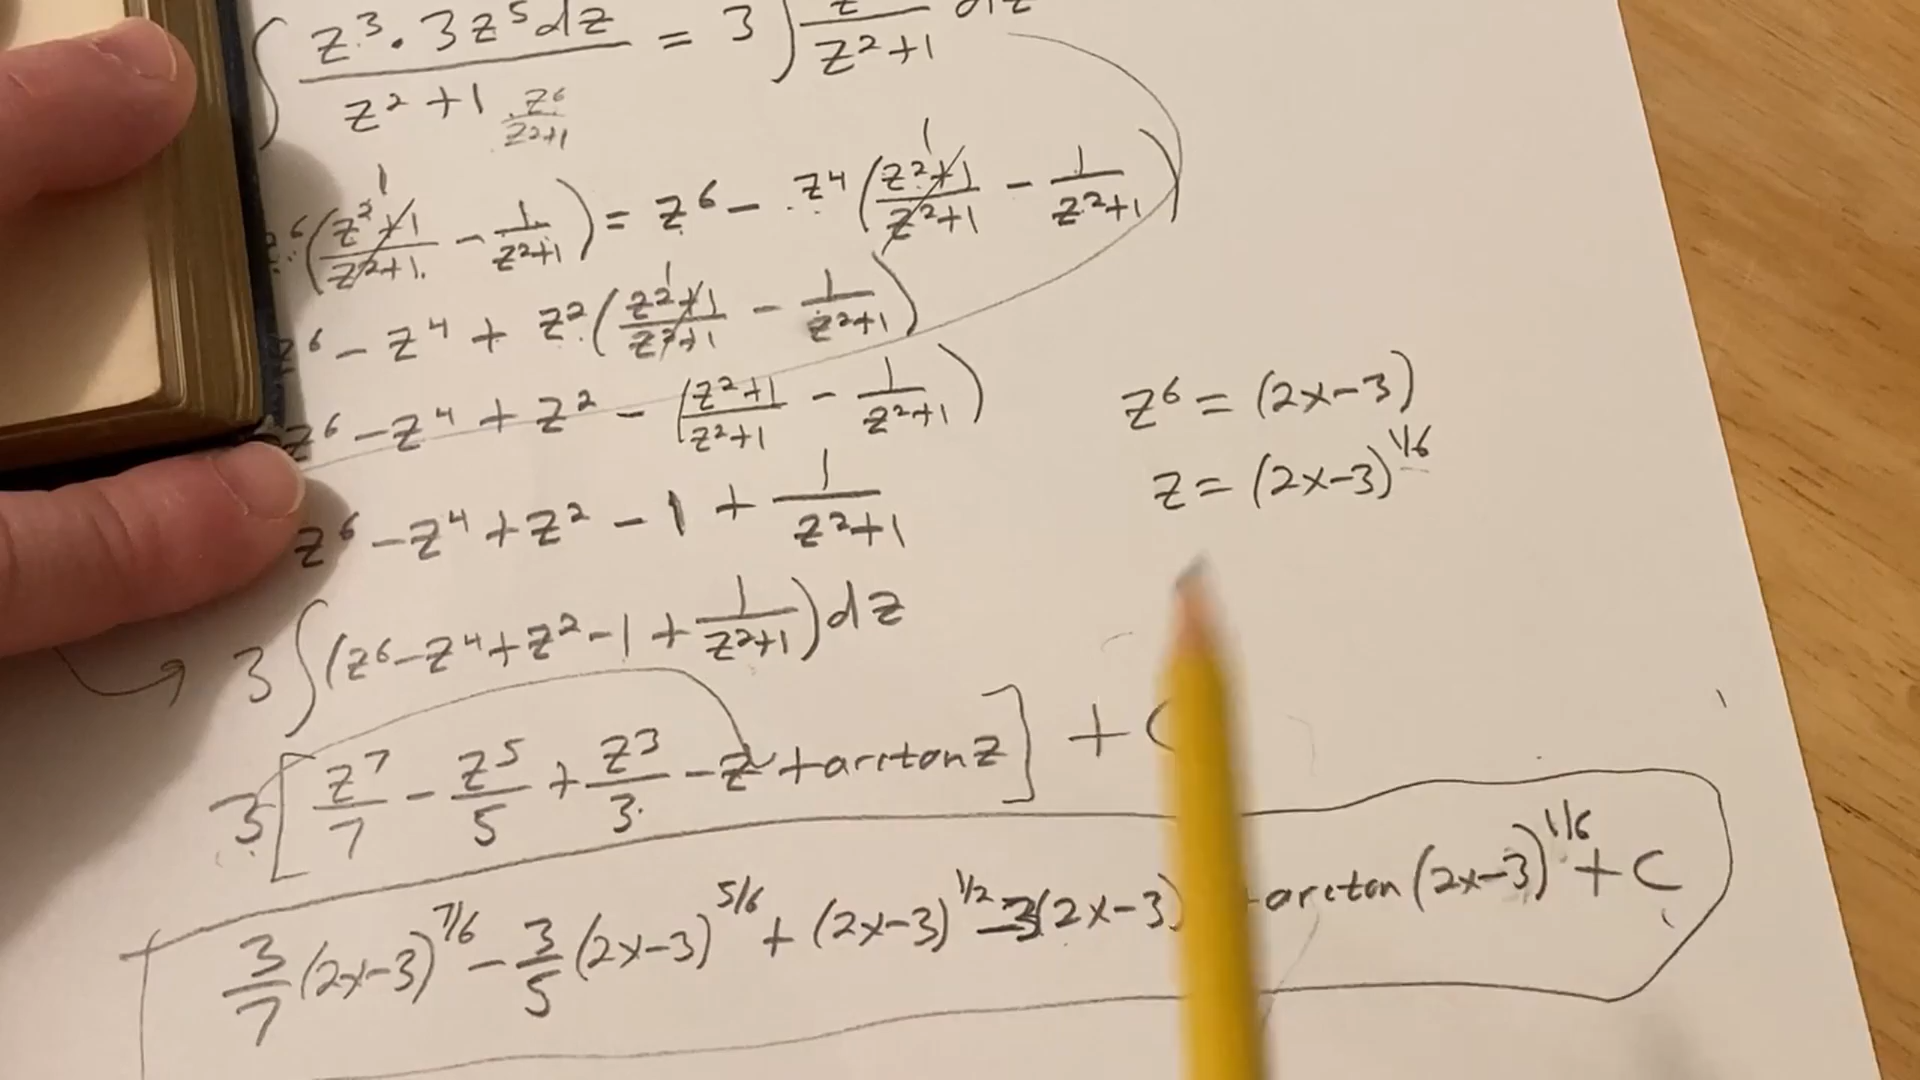 ∫ z³·3z⁵dz / z²+1 = 3∫ / z²+1 dz
z⁶/z²+1
⁶(z²+1/z²+1 - 1/z²+1) = z⁶ - z⁴(z²+1/z²+1 - 1/z²+1)
z⁶ - z⁴ + z²(z²+1/z²+1 - 1/z²+1)
z⁶ - z⁴ + z² - (z²+1/z²+1 - 1/z²+1)
z⁶ = (2x-3)
z = (2x-3)^1/6
z⁶ - z⁴ + z² - 1 + 1/z²+1
3∫(z⁶-z⁴+z²-1+1/z²+1)dz
3[z⁷/7 - z⁵/5 + z³/3 - z + arctan z] + C
3/7(2x-3)^7/6 - 3/5(2x-3)^5/6 + (2x-3)^1/2 - 3(2x-3) arctan(2x-3)^1/6 + C